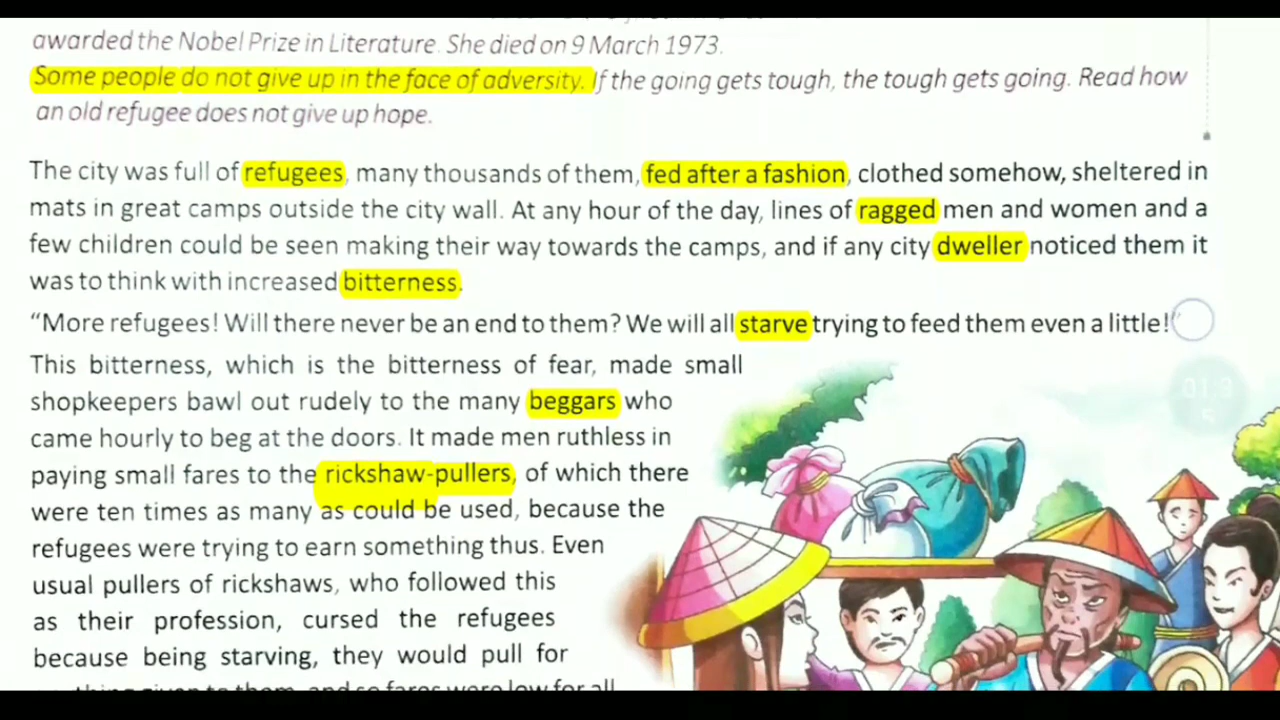 awarded the Nobel Prize in Literature. She died on 9 March 1973.
Some people do not give up in the face of adversity. If the going gets tough, the tough gets going. Read how
an old refugee does not give up hope.
The city was full of refugees, many thousands of them, fed after a fashion, clothed somehow, sheltered in
mats in great camps outside the city wall. At any hour of the day, lines of ragged men and women and a
few children could be seen making their way towards the camps, and if any city dweller noticed them it
was to think with increased bitterness.
“More refugees! Will there never be an end to them? We will all starve trying to feed them even a little!”
This bitterness, which is the bitterness of fear, made small
shopkeepers bawl out rudely to the many beggars who
came hourly to beg at the doors. It made men ruthless in
paying small fares to the rickshaw-pullers, of which there
were ten times as many as could be used, because the
refugees were trying to earn something thus. Even
usual pullers of rickshaws, who followed this
as their profession, cursed the refugees
because being starving, they would pull for
given to them, and so fares were low for all